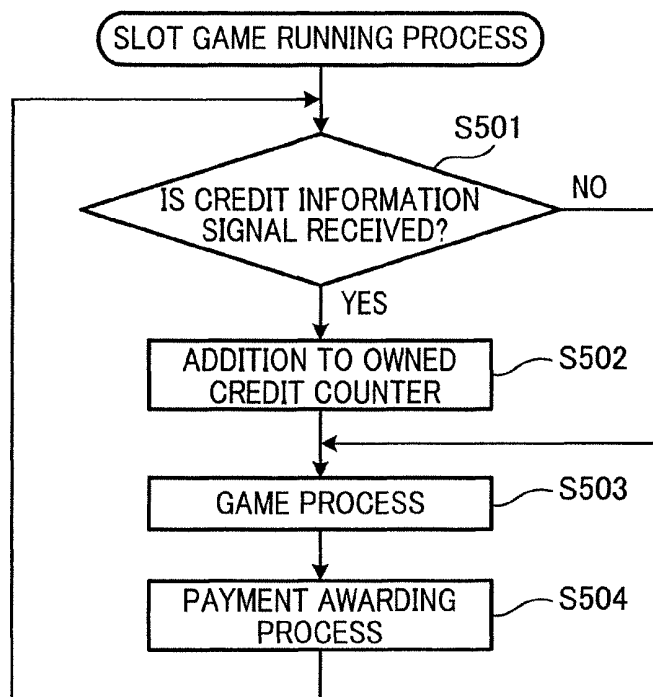 SLOT GAME RUNNING PROCESS
S501
IS CREDIT INFORMATION
SIGNAL RECEIVED?
NO
YES
ADDITION TO OWNED
CREDIT COUNTER
S502
GAME PROCESS
S503
PAYMENT AWARDING
PROCESS
S504